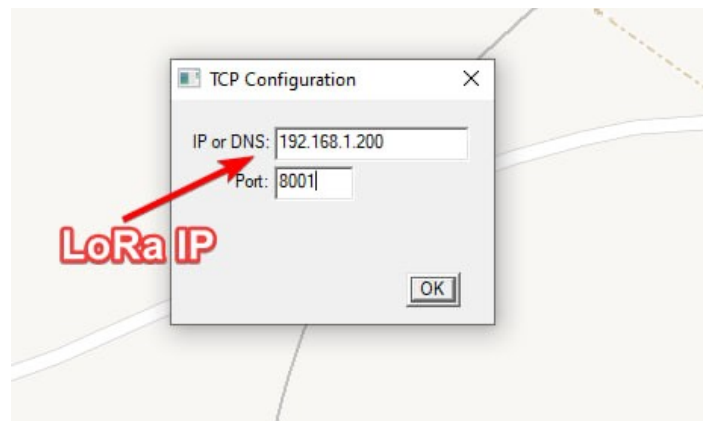 TCP Configuration
IP or DNS: 192.168.1.200
Port: 8001
LoRa IP
OK